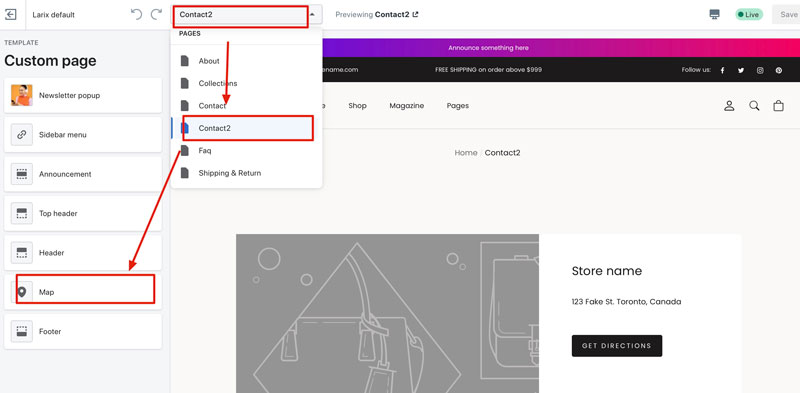 Larix default
Contact2
Previewing Contact2
Live
Save
TEMPLATE
Custom page
Newsletter popup
Sidebar menu
Announcement
Top header
Header
Map
Footer
PAGES
About
Collections
Contact
Contact2
Faq
Shipping & Return
Announce something here
ename.com
FREE SHIPPING on order above $999
Follow us:
Shop
Magazine
Pages
Home
Contact2
Store name
123 Fake St. Toronto, Canada
GET DIRECTIONS